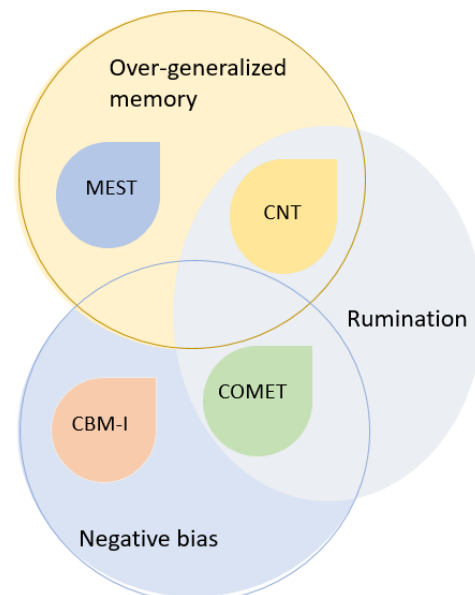 Over-generalized
memory
MEST
CNT
Rumination
COMET
CBM-I
Negative bias